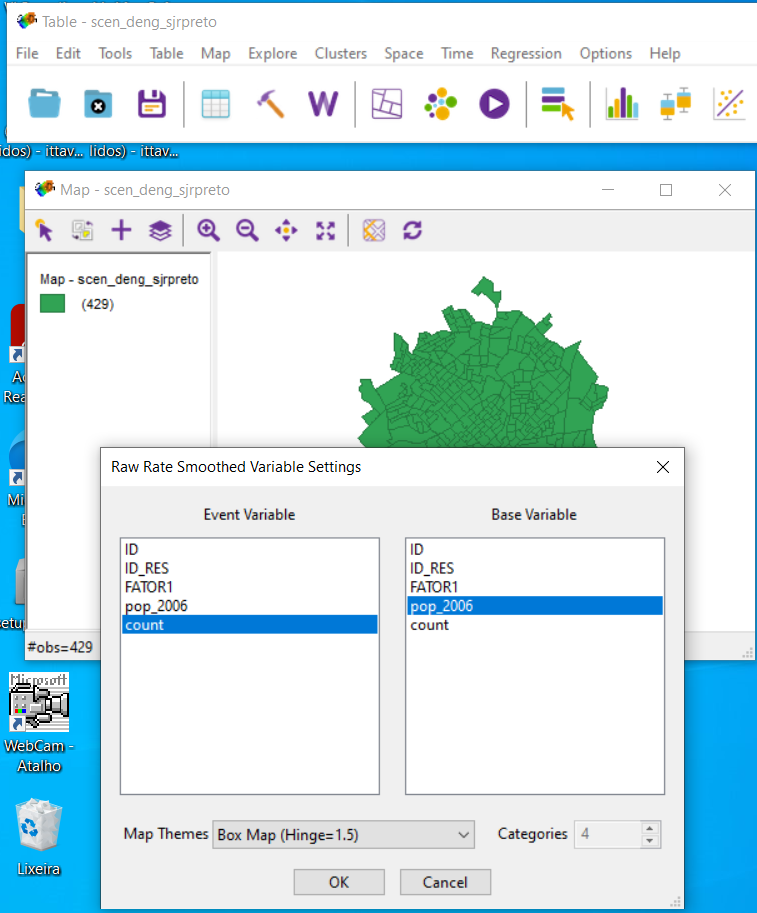 Table - scen_deng_sjrpreto
File Edit Tools Table Map Explore Clusters Space Time Regression Options Help
W
idos) - ittav... lidos) - ittav...
Map - scen_deng_sjrpreto
Map - scen_deng_sjrpreto
(429)
Rea
Mi
Raw Rate Smoothed Variable Settings
Event Variable Base Variable
ID ID
ID_RES ID_RES
FATOR1 FATOR1
pop_2006 pop_2006
count count
setup
#obs=429
Microsoft
WebCam -
Atalho
Map Themes Box Map (Hinge=1.5) Categories 4
Lixeira
OK Cancel